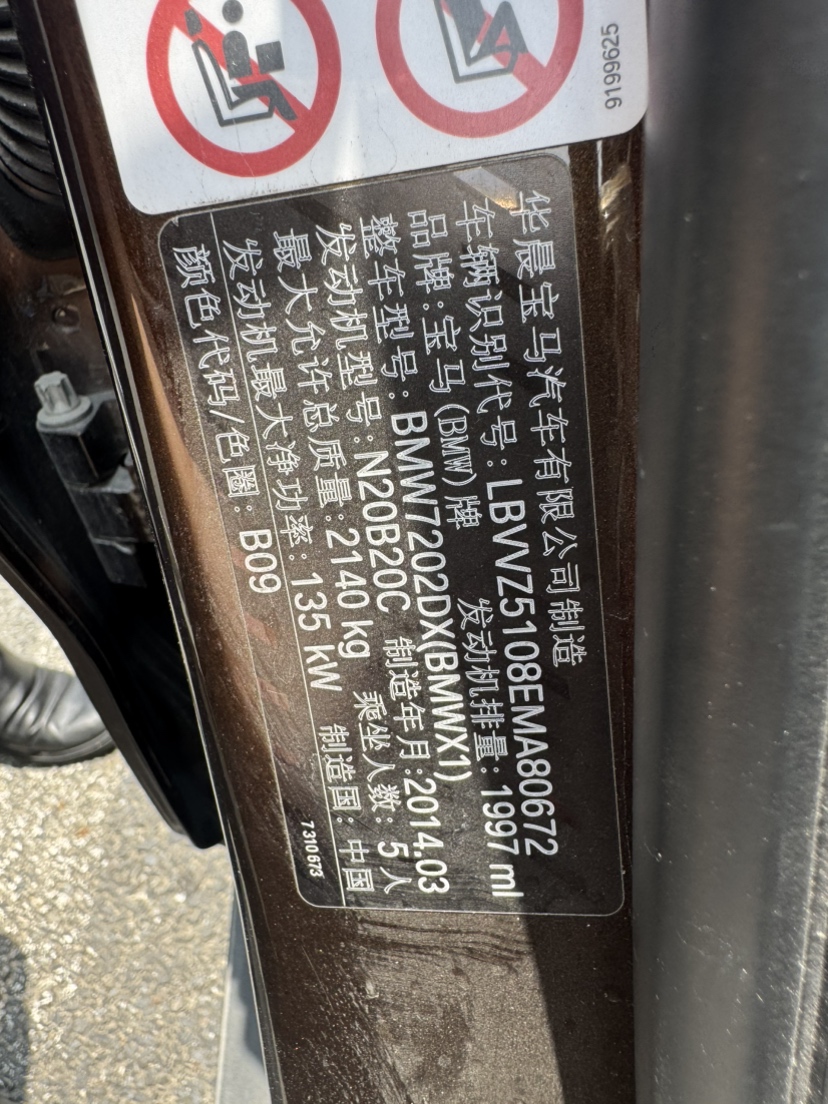 9199625
华晨宝马汽车有限公司制造
车辆识别代号: LBVVZ5108EMA80672
品牌: 宝马(BMW)牌 发动机排量: 1997 ml
整车型号: BMW7202DX(BMWX1)
发动机型号: N20B20C 制造年月: 2014.03
最大允许总质量: 2140 kg 乘坐人数: 5人
发动机最大净功率: 135 kW 制造国: 中国
颜色代码/色圈: B09
7310673